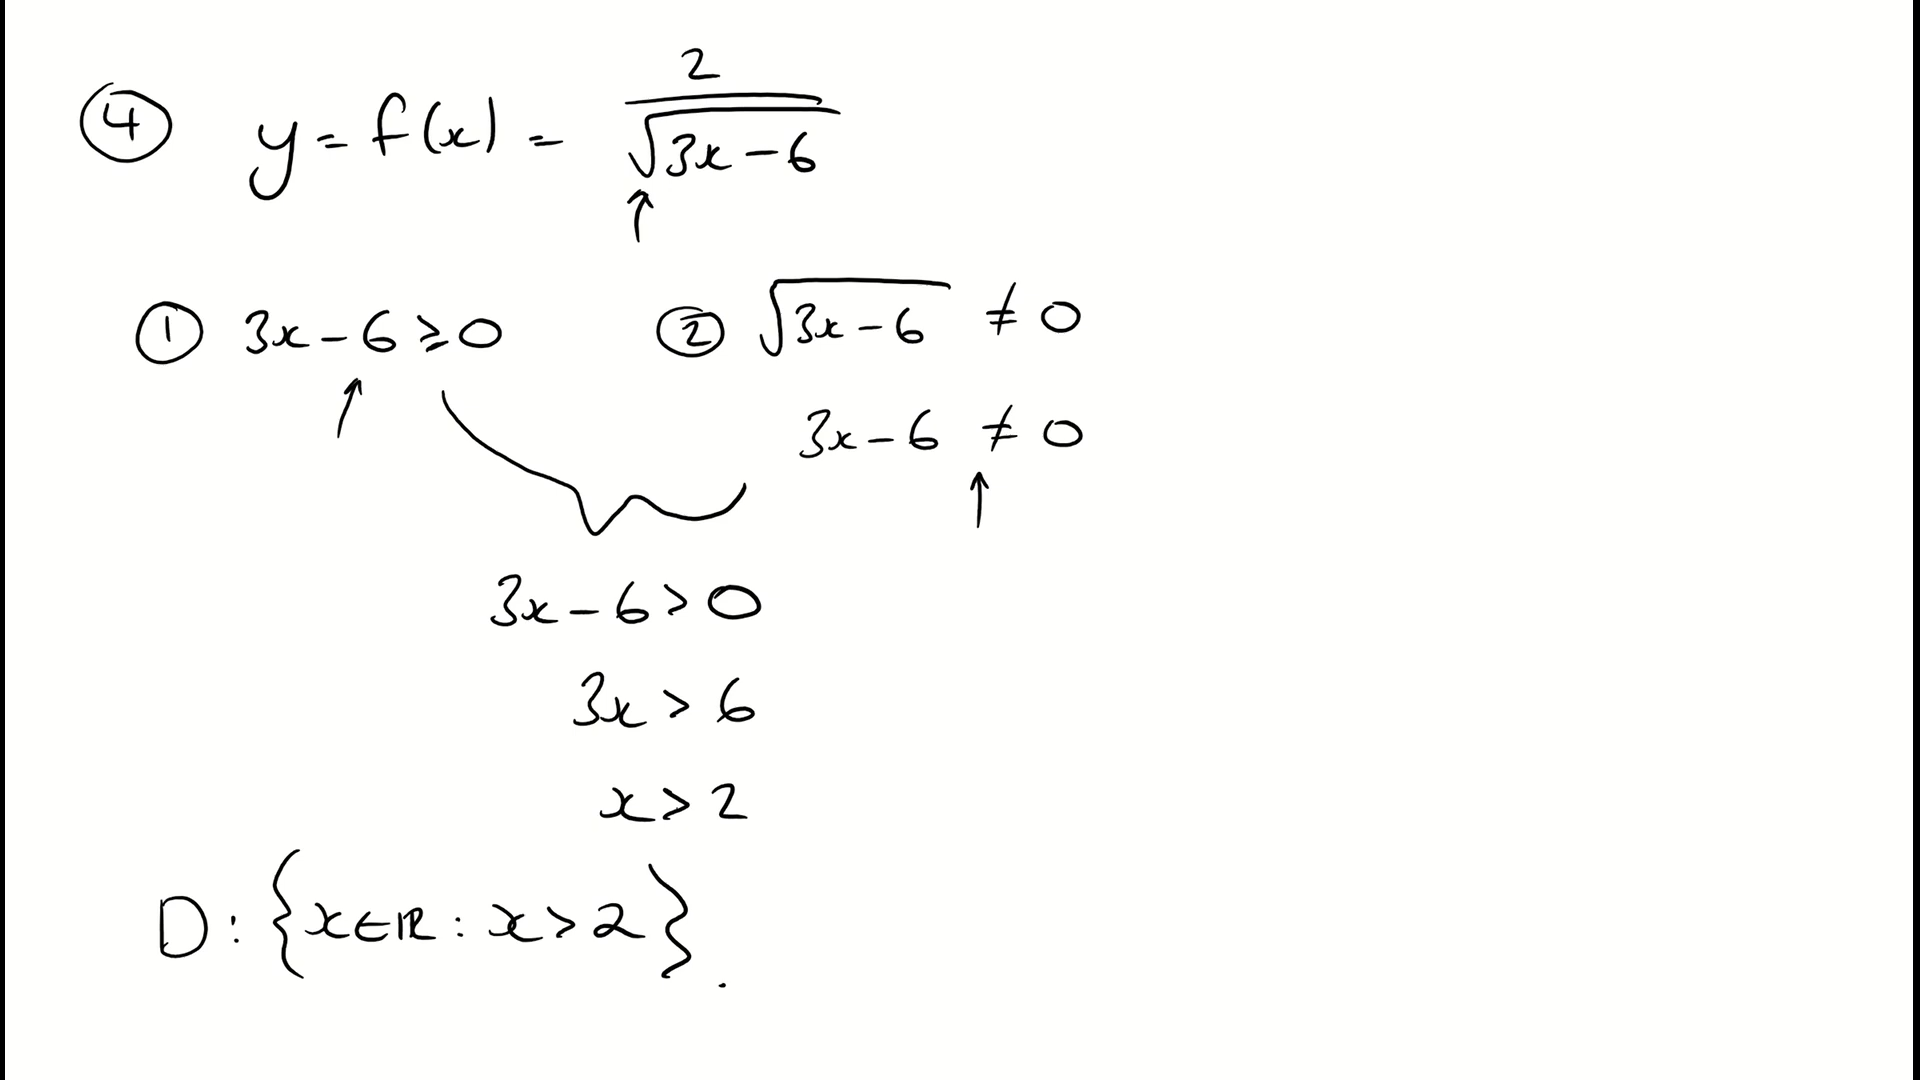 ④ y = f(x) = 2/√(3x - 6)
↑
① 3x - 6 ≥ 0 ② √(3x - 6) ≠ 0
↑ 3x - 6 ≠ 0
↑
3x - 6 > 0
3x > 6
x > 2
D : {x ∈ ℝ : x > 2}.